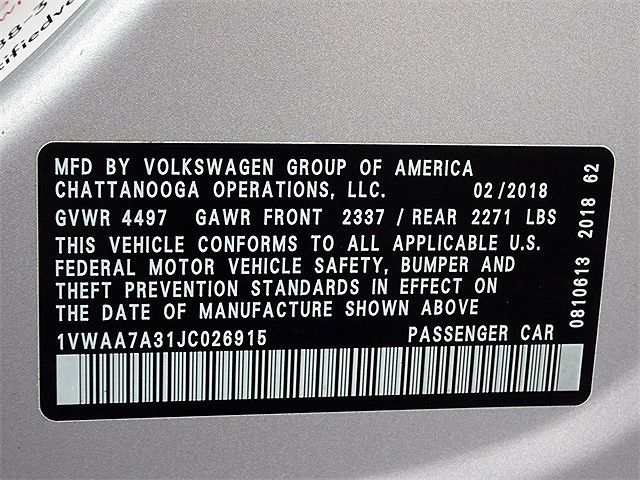 MFD BY VOLKSWAGEN GROUP OF AMERICA
CHATTANOOGA OPERATIONS, LLC. 02/2018
GVWR 4497 GAWR FRONT 2337 / REAR 2271 LBS
THIS VEHICLE CONFORMS TO ALL APPLICABLE U.S.
FEDERAL MOTOR VEHICLE SAFETY, BUMPER AND
THEFT PREVENTION STANDARDS IN EFFECT ON
THE DATE OF MANUFACTURE SHOWN ABOVE
1VWAA7A31JC026915 PASSENGER CAR
0810613 2018 62